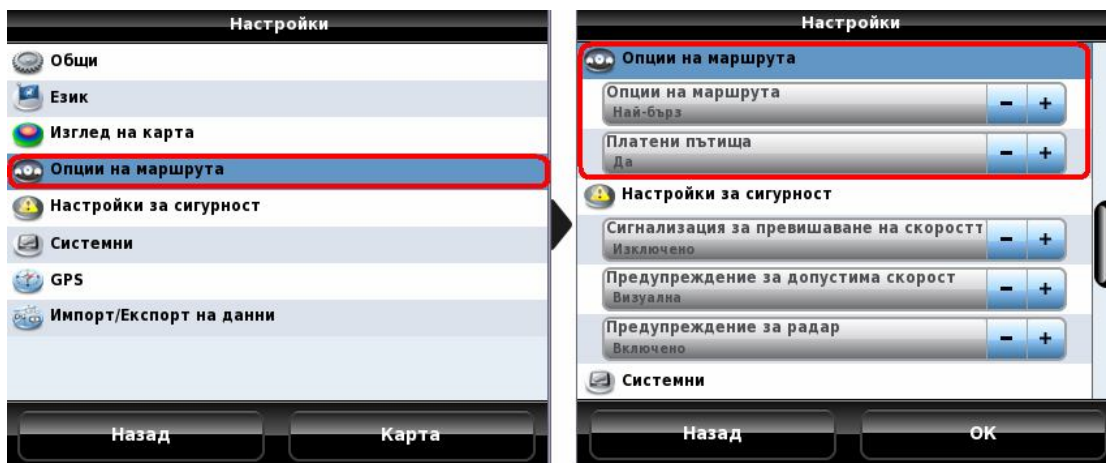 Настройки
Общи
Език
Изглед на карта
Опции на маршрута
Настройки за сигурност
Системни
GPS
Импорт/Експорт на данни
Назад
Карта
Настройки
Опции на маршрута
Опции на маршрута
Най-бърз
- +
Платени пътища
Да
- +
Настройки за сигурност
Сигнализация за превишаване на скоростт
Изключено
- +
Предупреждение за допустима скорост
Визуална
- +
Предупреждение за радар
Включено
- +
Системни
Назад
OK